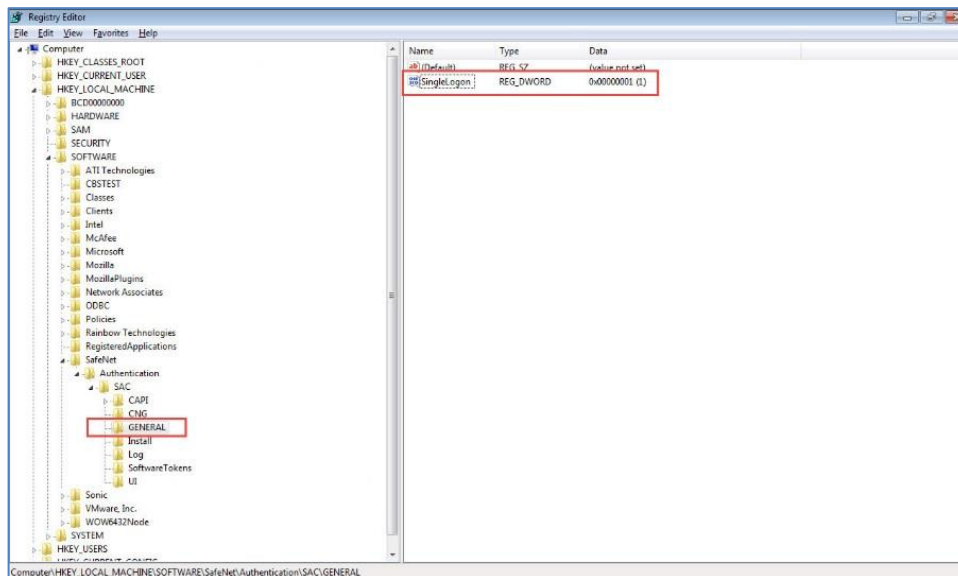 Registry Editor
File Edit View Favorites Help
Computer
HKEY_CLASSES_ROOT
HKEY_CURRENT_USER
HKEY_LOCAL_MACHINE
BCD00000000
HARDWARE
SAM
SECURITY
SOFTWARE
ATI Technologies
CBSTEST
Classes
Clients
Intel
McAfee
Microsoft
Mozilla
MozillaPlugins
Network Associates
ODBC
Policies
Rainbow Technologies
RegisteredApplications
SafeNet
Authentication
SAC
CAPI
CNG
GENERAL
Install
Log
SoftwareTokens
UI
Sonic
VMware, Inc.
WOW6432Node
SYSTEM
HKEY_USERS
HKEY_CURRENT_CONFIG
Name Type Data
(Default) REG_SZ (value not set)
SingleLogon REG_DWORD 0x00000001 (1)
Computer\HKEY_LOCAL_MACHINE\SOFTWARE\SafeNet\Authentication\SAC\GENERAL